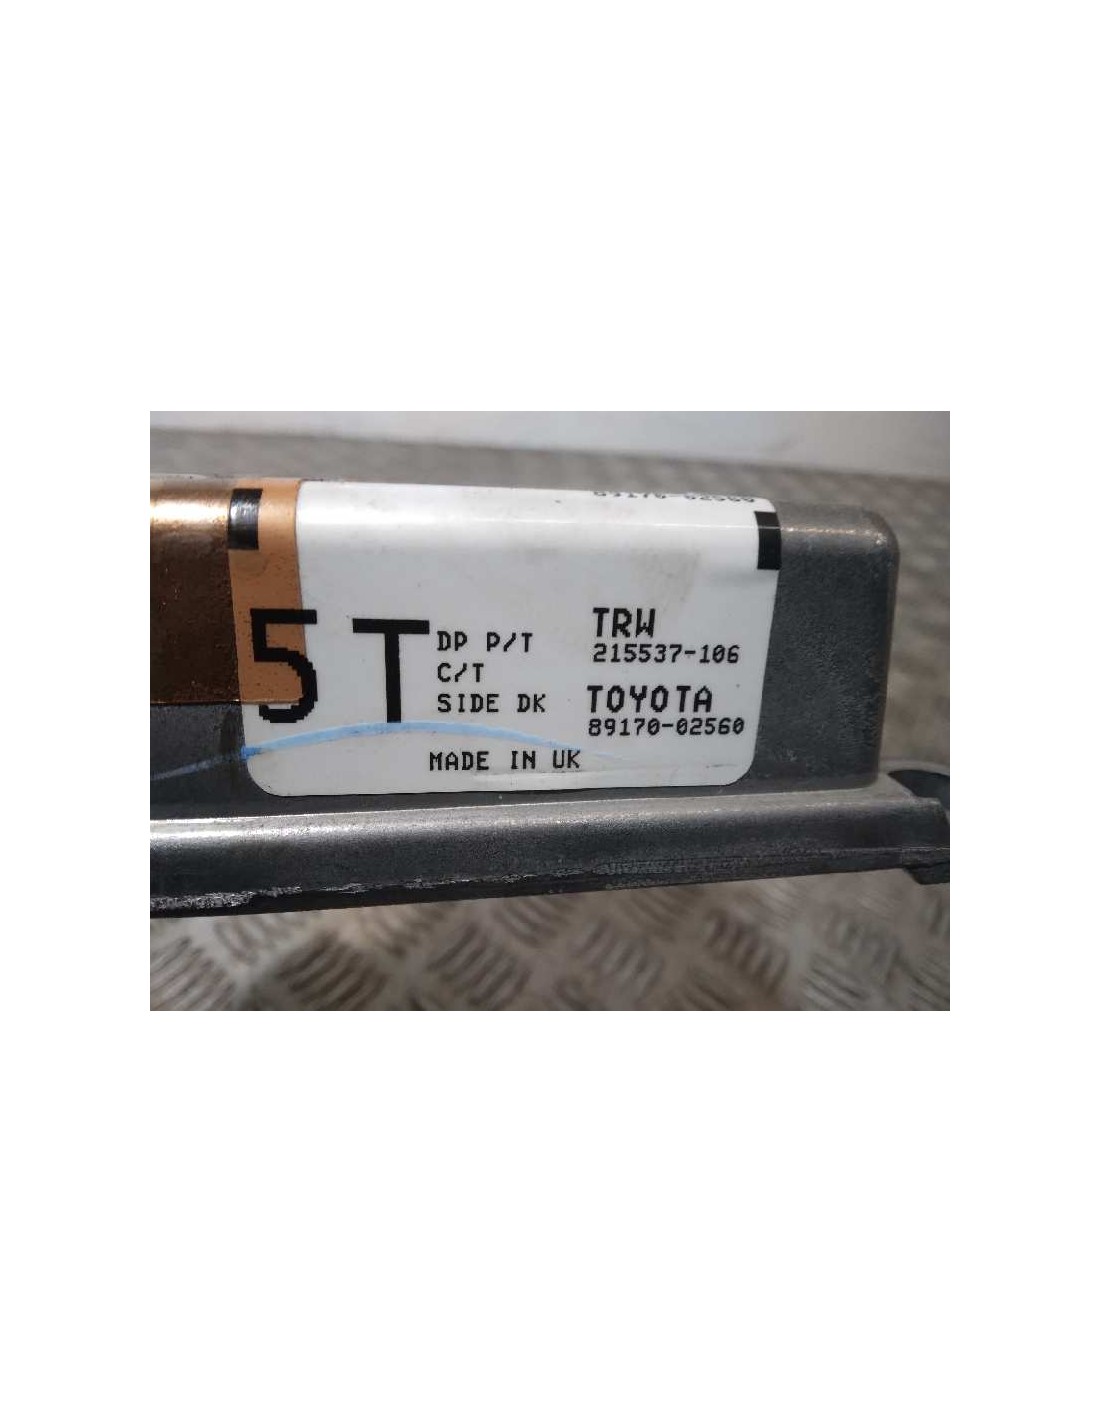 5T
DP P/T
C/T
SIDE DK
TRW
215537-106
TOYOTA
89170-02560
MADE IN UK